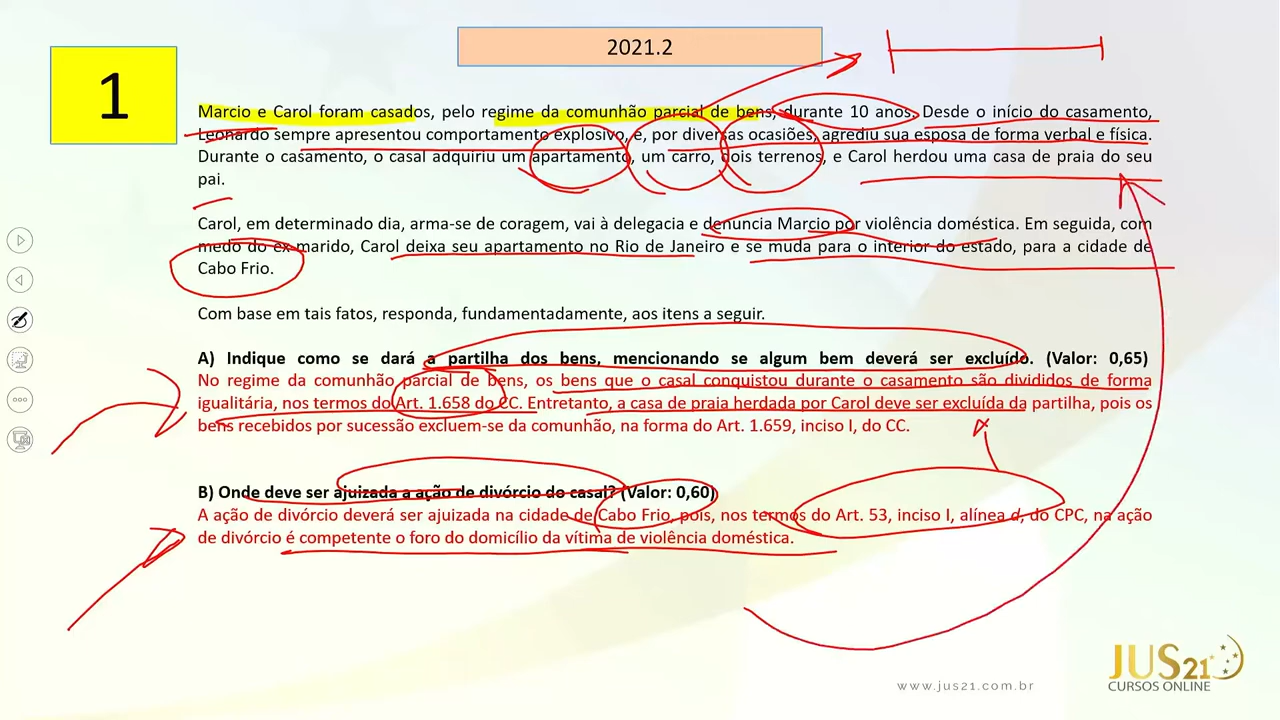 1
2021.2
Marcio e Carol foram casados, pelo regime da comunhão parcial de bens, durante 10 anos. Desde o início do casamento,
Leonardo sempre apresentou comportamento explosivo, e, por diversas ocasiões, agrediu sua esposa de forma verbal e física.
Durante o casamento, o casal adquiriu um apartamento, um carro, dois terrenos, e Carol herdou uma casa de praia do seu
pai.
Carol, em determinado dia, arma-se de coragem, vai à delegacia e denuncia Marcio por violência doméstica. Em seguida, com
medo do ex-marido, Carol deixa seu apartamento no Rio de Janeiro e se muda para o interior do estado, para a cidade de
Cabo Frio.
Com base em tais fatos, responda, fundamentadamente, aos itens a seguir.
A) Indique como se dará a partilha dos bens, mencionando se algum bem deverá ser excluído. (Valor: 0,65)
No regime da comunhão parcial de bens, os bens que o casal conquistou durante o casamento são divididos de forma
igualitária, nos termos do Art. 1.658 do CC. Entretanto, a casa de praia herdada por Carol deve ser excluída da partilha, pois os
bens recebidos por sucessão excluem-se da comunhão, na forma do Art. 1.659, inciso I, do CC.
B) Onde deve ser ajuizada a ação de divórcio do casal? (Valor: 0,60)
A ação de divórcio deverá ser ajuizada na cidade de Cabo Frio, pois, nos termos do Art. 53, inciso I, alínea d, do CPC, na ação
de divórcio é competente o foro do domicílio da vítima de violência doméstica.
www.jus21.com.br
JUS21
CURSOS ONLINE